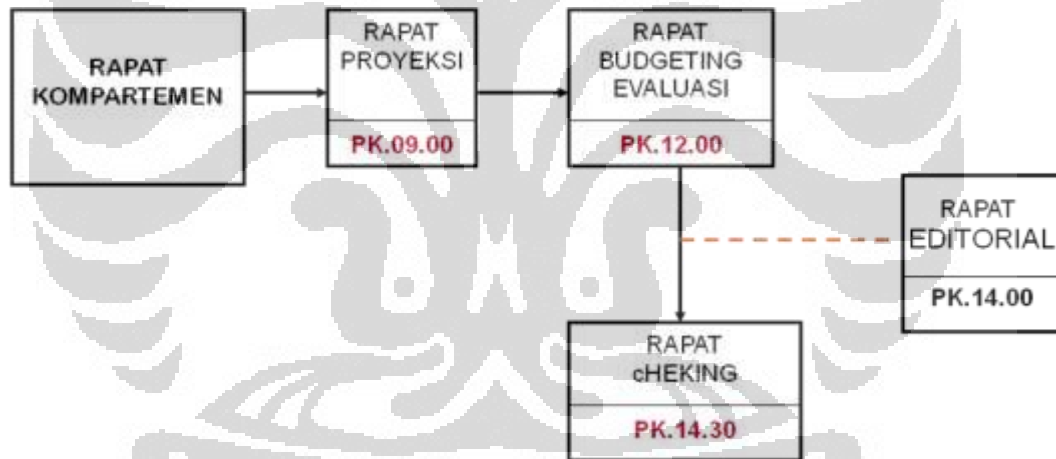 RAPAT
KOMPARTEMEN
RAPAT
PROYEKSI
PK.09.00
RAPAT
BUDGETING
EVALUASI
PK.12.00
RAPAT
EDITORIAL
PK.14.00
RAPAT
cHEKING
PK.14.30